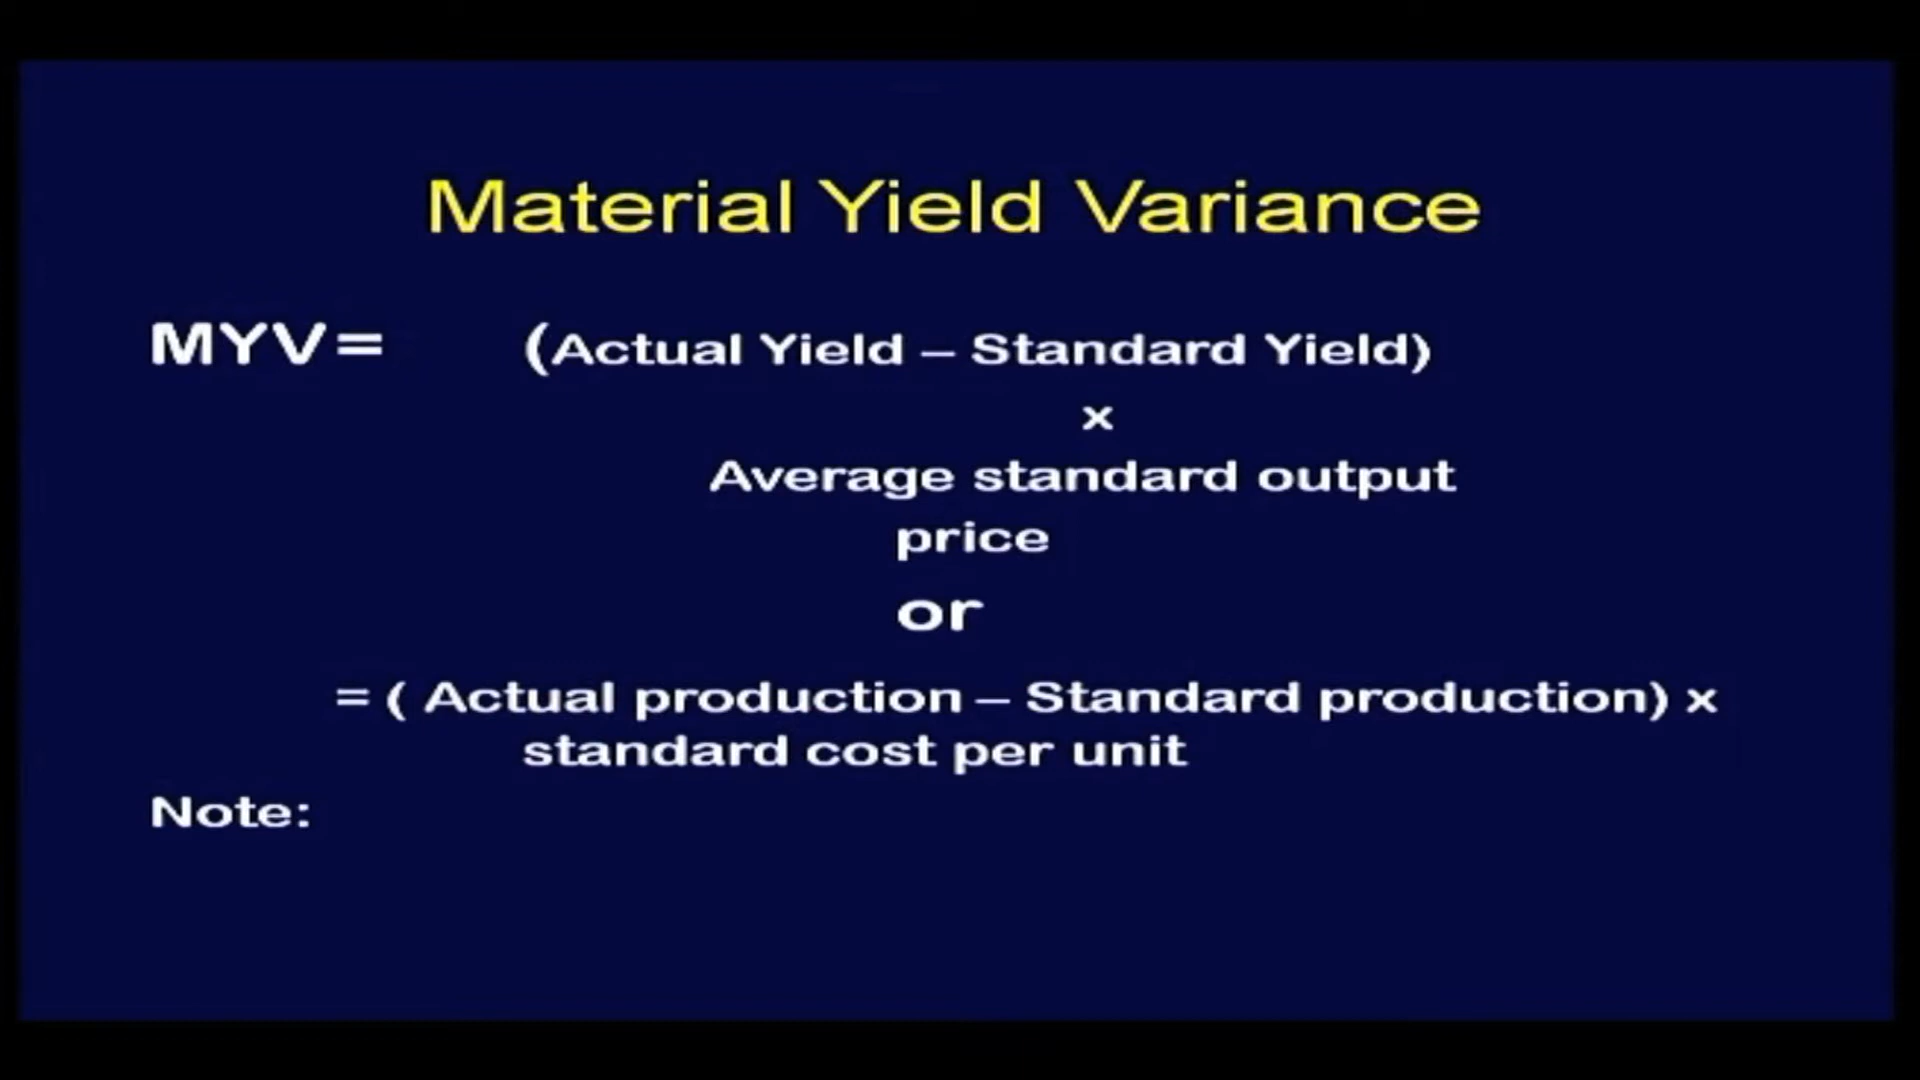 Material Yield Variance
MYV= (Actual Yield – Standard Yield)
x
Average standard output
price
or
= ( Actual production – Standard production) x
standard cost per unit
Note: